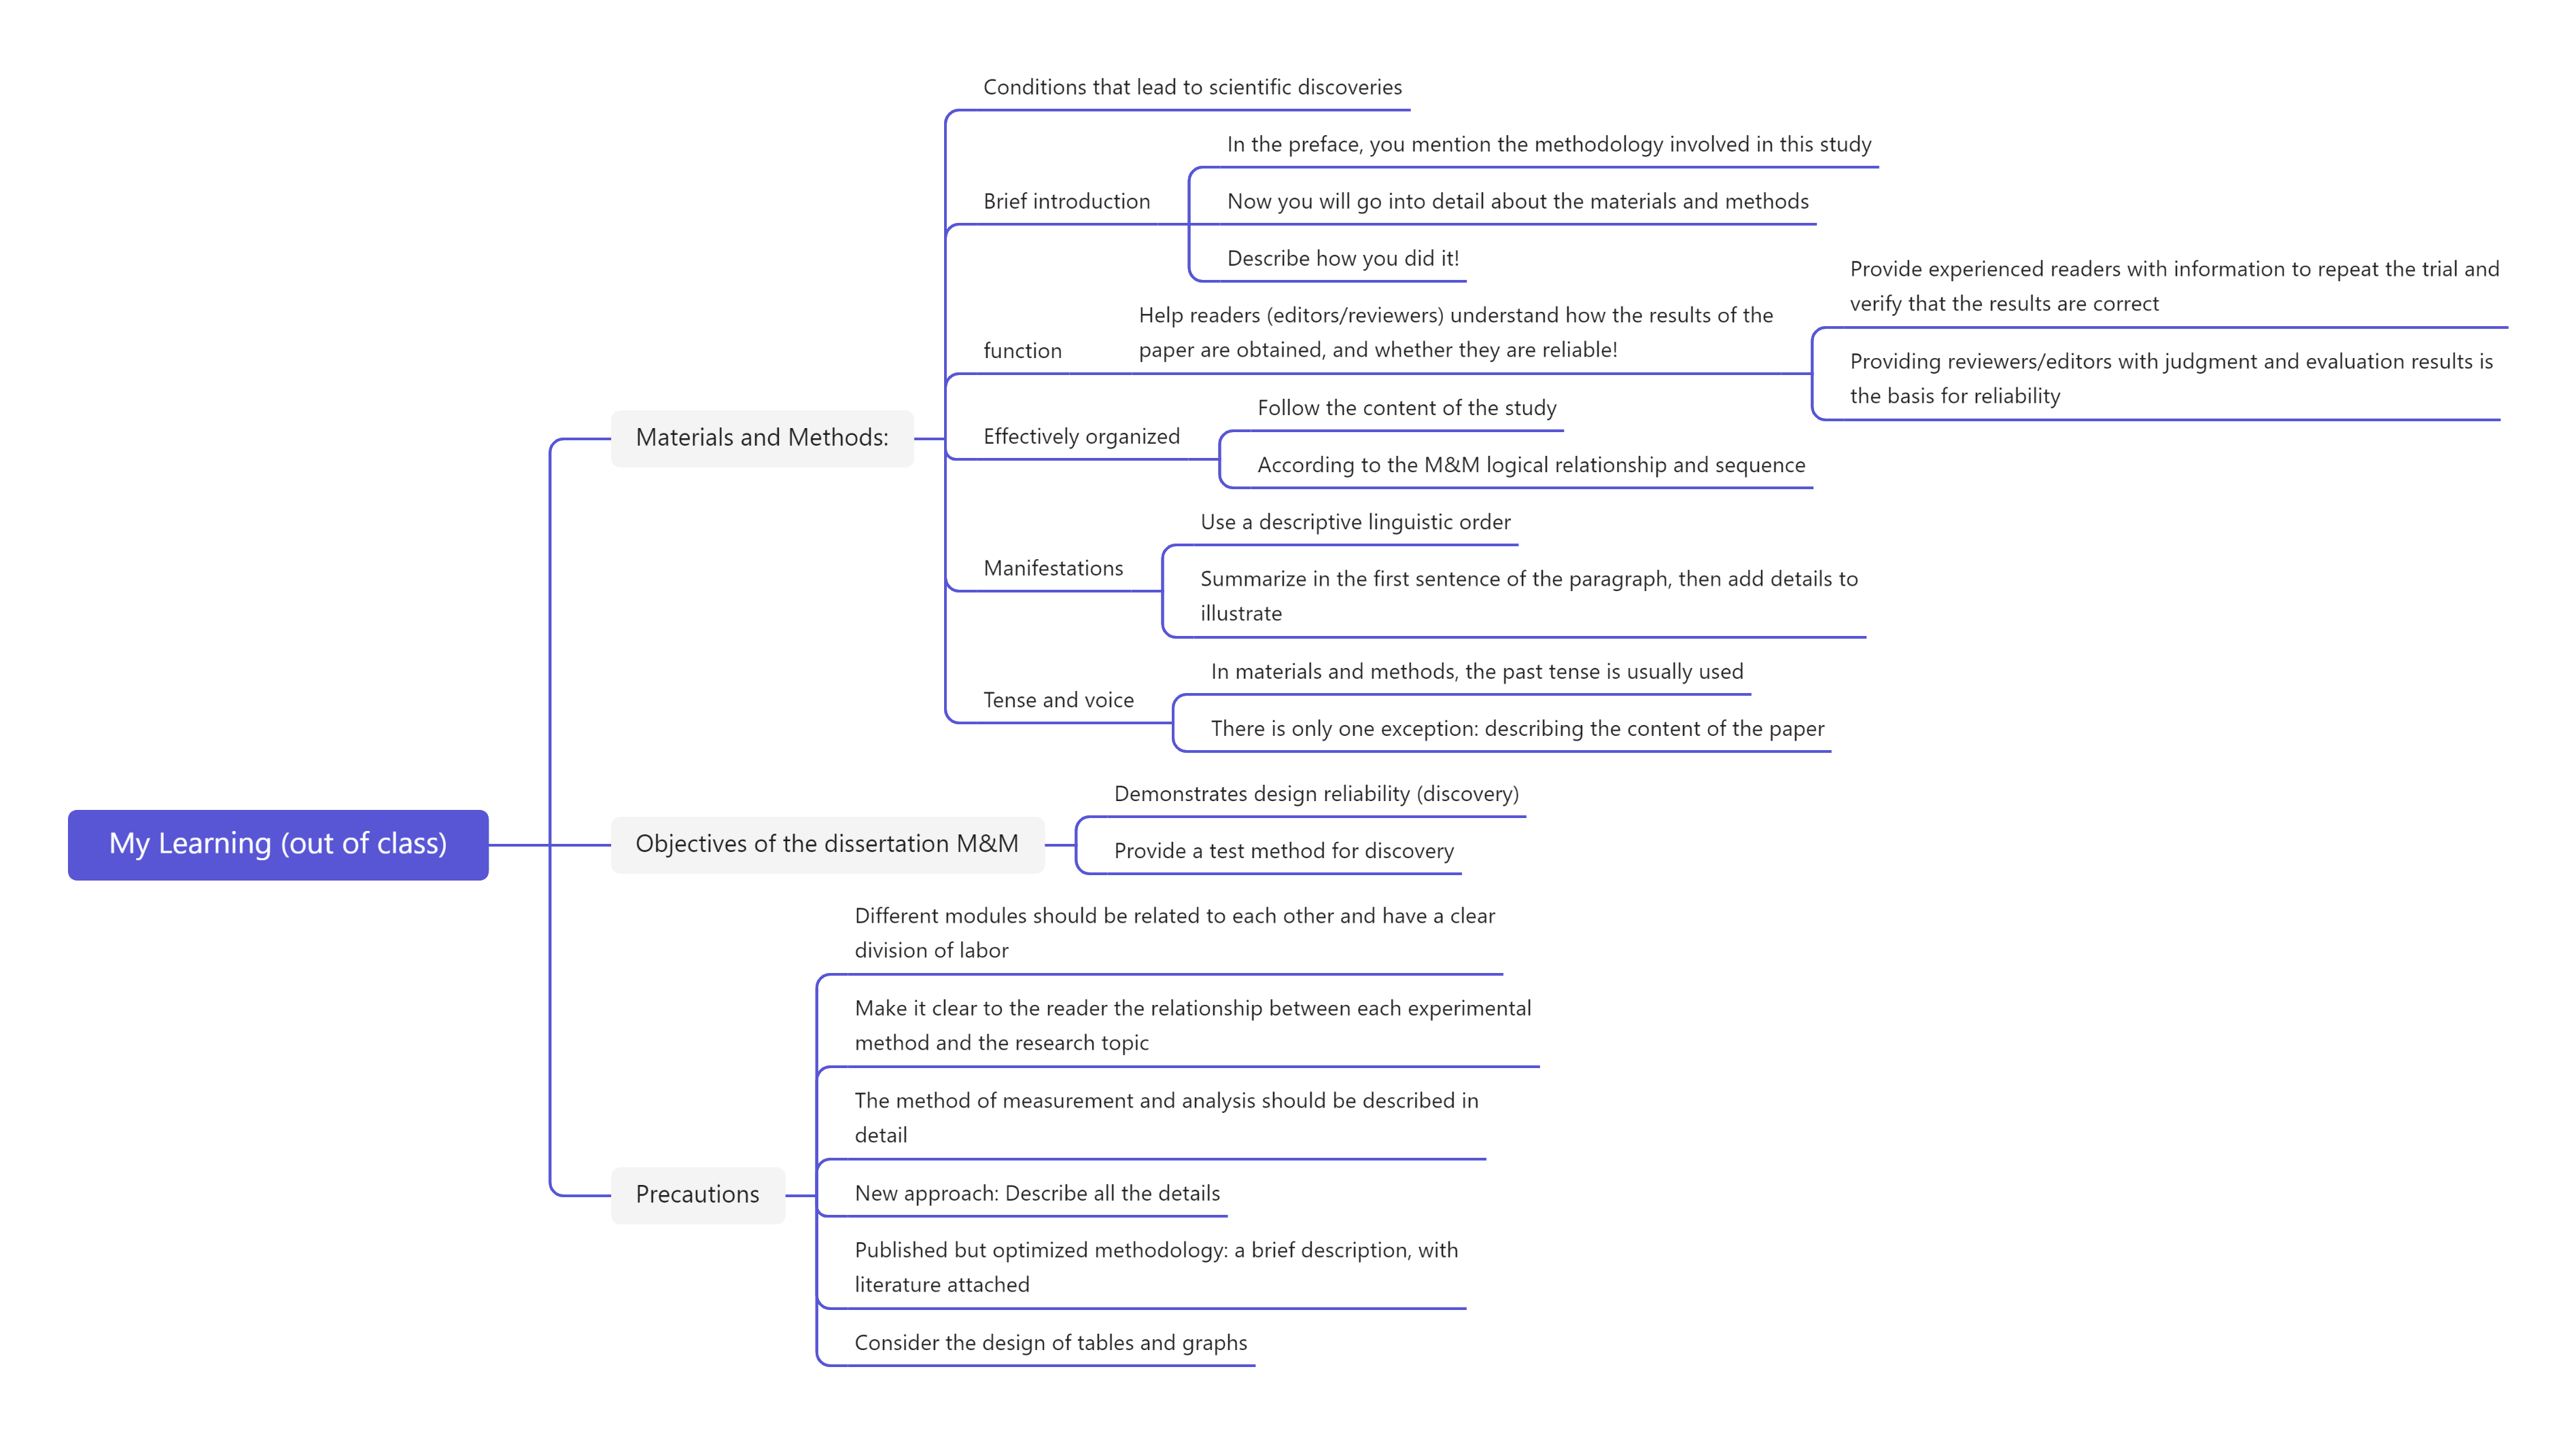 My Learning (out of class)
Materials and Methods:
Conditions that lead to scientific discoveries
Brief introduction
In the preface, you mention the methodology involved in this study
Now you will go into detail about the materials and methods
Describe how you did it!
function
Help readers (editors/reviewers) understand how the results of the
paper are obtained, and whether they are reliable!
Provide experienced readers with information to repeat the trial and
verify that the results are correct
Providing reviewers/editors with judgment and evaluation results is
the basis for reliability
Effectively organized
Follow the content of the study
According to the M&M logical relationship and sequence
Manifestations
Use a descriptive linguistic order
Summarize in the first sentence of the paragraph, then add details to
illustrate
Tense and voice
In materials and methods, the past tense is usually used
There is only one exception: describing the content of the paper
Objectives of the dissertation M&M
Demonstrates design reliability (discovery)
Provide a test method for discovery
Precautions
Different modules should be related to each other and have a clear
division of labor
Make it clear to the reader the relationship between each experimental
method and the research topic
The method of measurement and analysis should be described in
detail
New approach: Describe all the details
Published but optimized methodology: a brief description, with
literature attached
Consider the design of tables and graphs